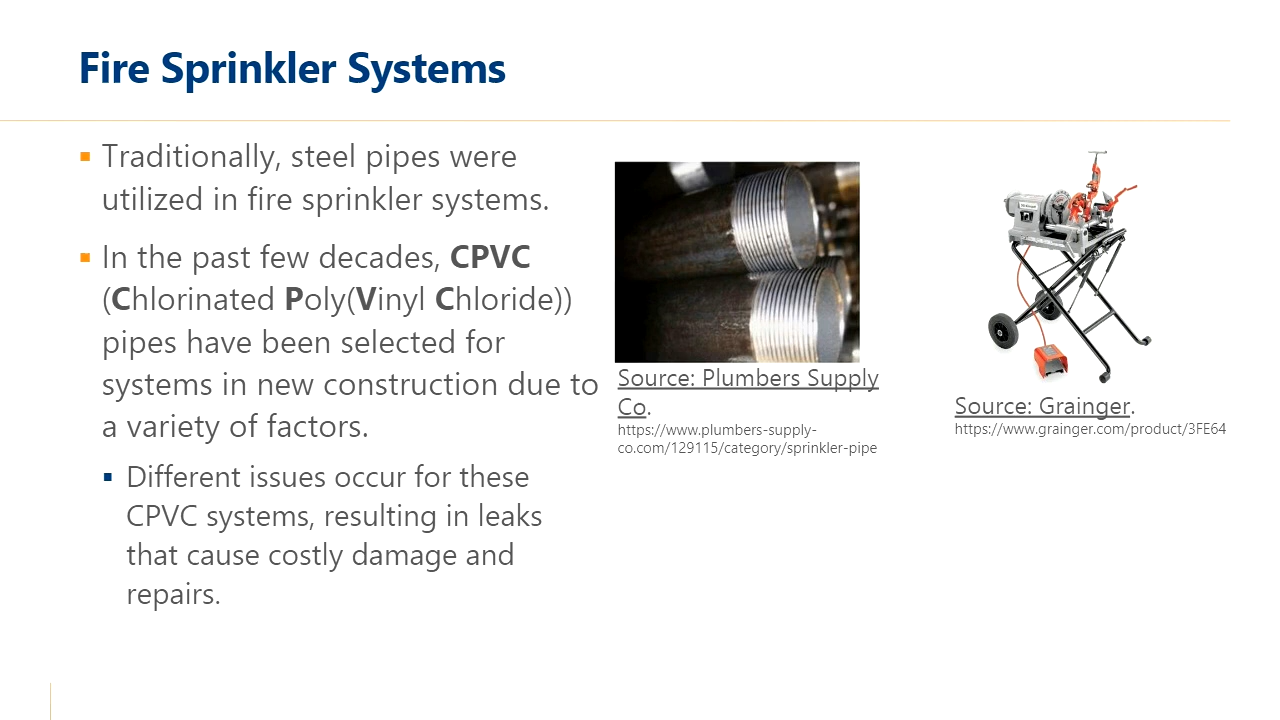 Fire Sprinkler Systems
Traditionally, steel pipes were
utilized in fire sprinkler systems.
In the past few decades, CPVC
(Chlorinated Poly(Vinyl Chloride))
pipes have been selected for
systems in new construction due to
a variety of factors.
Different issues occur for these
CPVC systems, resulting in leaks
that cause costly damage and
repairs.
Source: Plumbers Supply
Co.
https://www.plumbers-supply-
co.com/129115/category/sprinkler-pipe
Source: Grainger.
https://www.grainger.com/product/3FE64